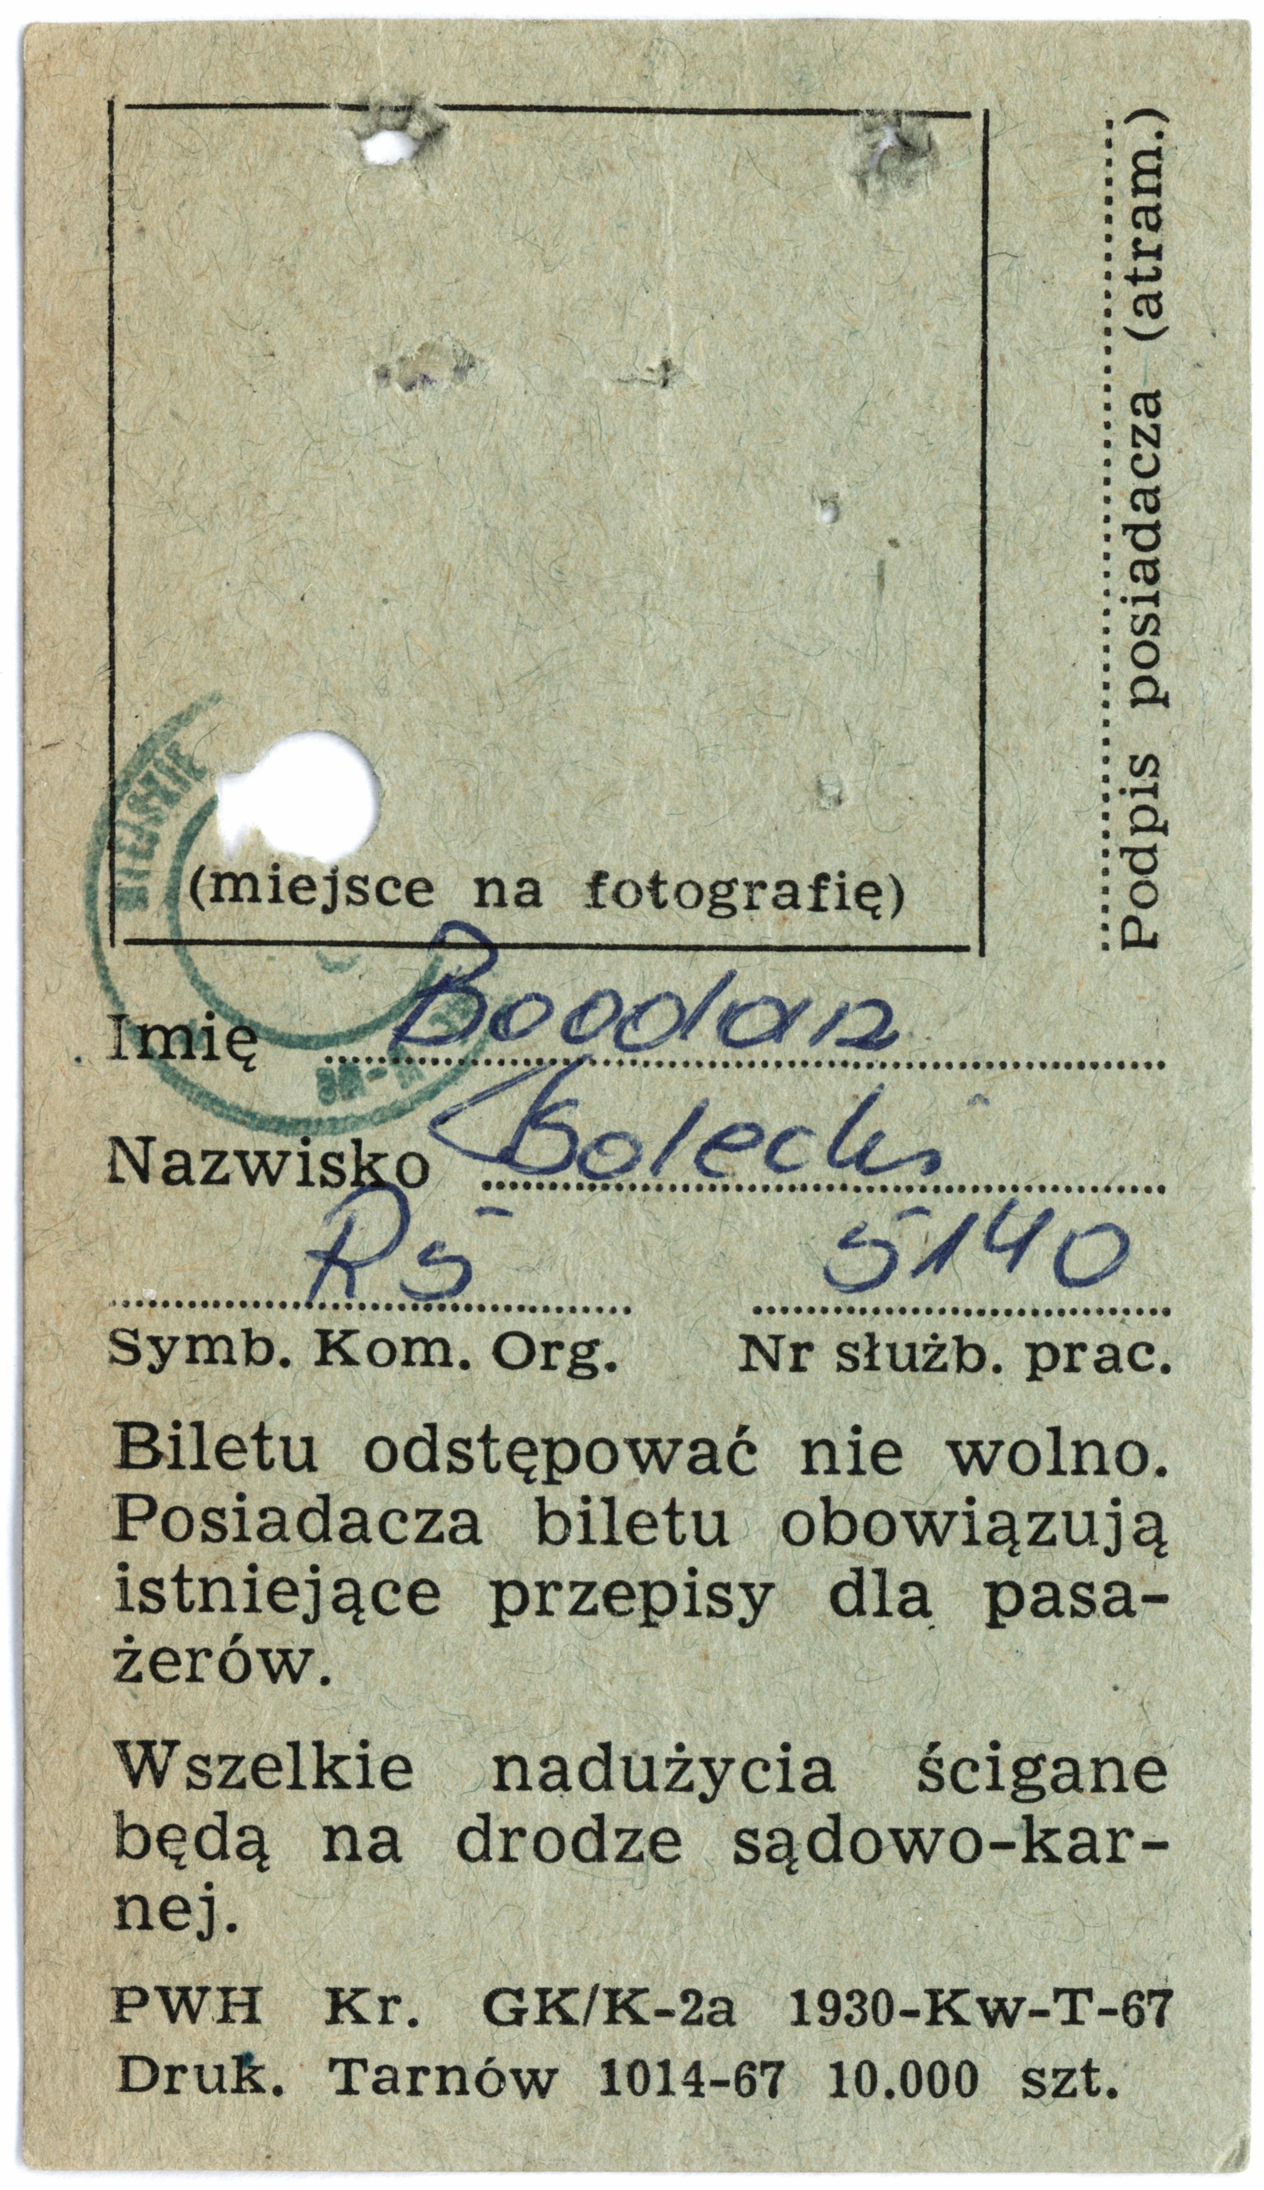 (miejsce na fotografię)
Podpis posiadacza (atram.)
MIEJSKIE
Imię Bogdan
Nazwisko Bolecki
RS 5140
Symb. Kom. Org. Nr służb. prac.
Biletu odstępować nie wolno.
Posiadacza biletu obowiązują
istniejące przepisy dla pasa-
żerów.
Wszelkie nadużycia ścigane
będą na drodze sądowo-kar-
nej.
PWH Kr. GK/K-2a 1930-Kw-T-67
Druk. Tarnów 1014-67 10.000 szt.